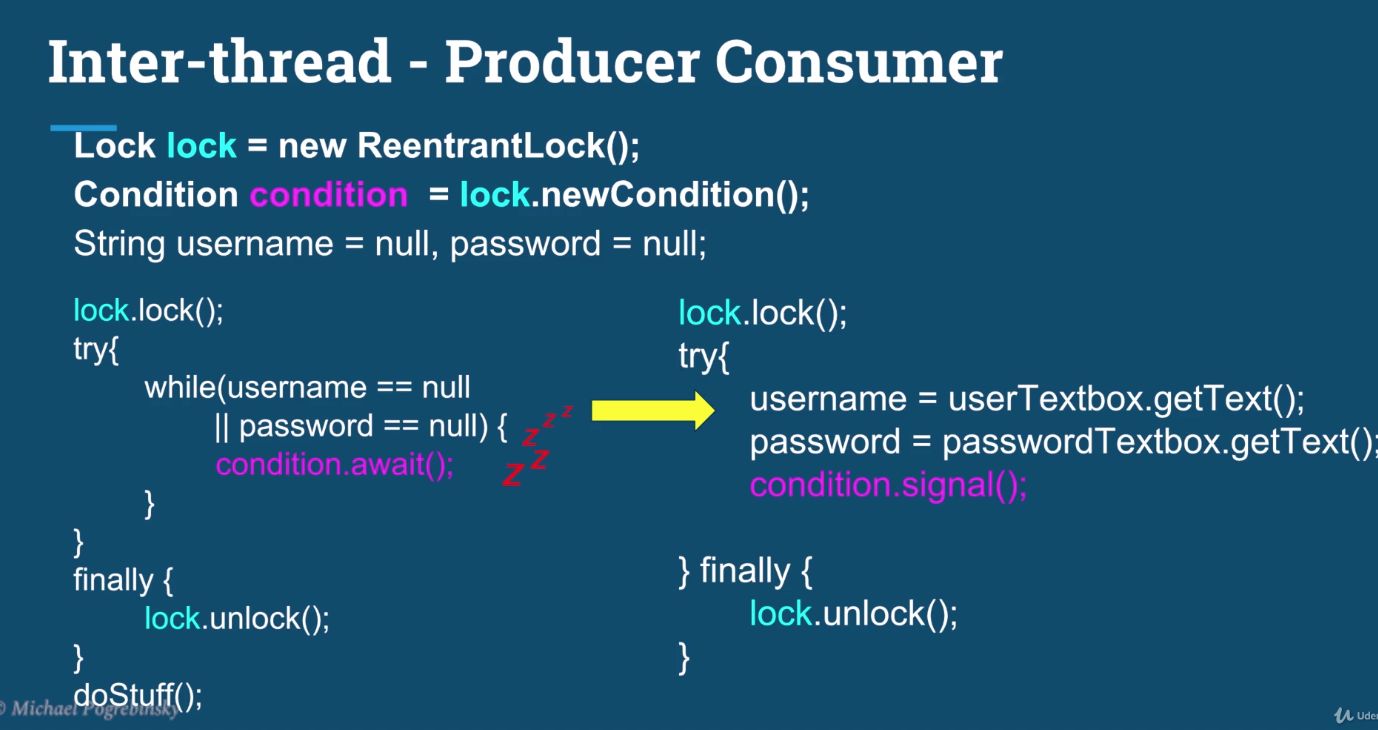 Inter-thread - Producer Consumer
Lock lock = new ReentrantLock();
Condition condition = lock.newCondition();
String username = null, password = null;
lock.lock();
try{
while(username == null
|| password == null) {
condition.await();
}
}
finally {
lock.unlock();
}
doStuff();
z z z
z z
lock.lock();
try{
username = userTextbox.getText();
password = passwordTextbox.getText();
condition.signal();
} finally {
lock.unlock();
}
© Michael Pogrebinsky